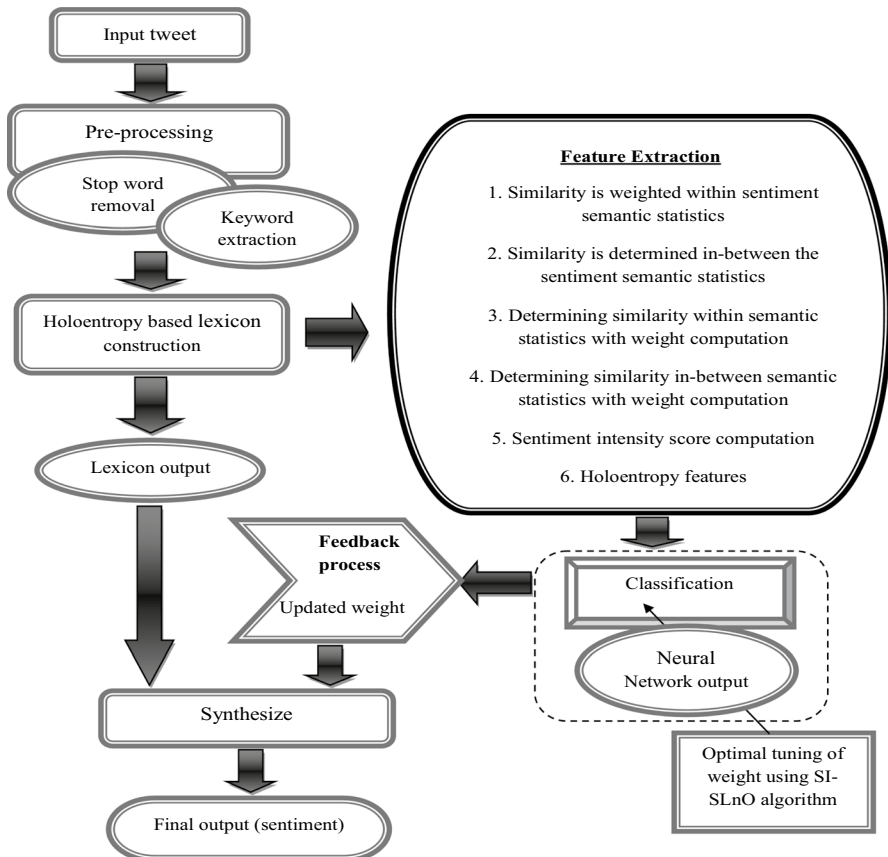 Input tweet
Pre-processing
Stop word
removal
Keyword
extraction
Holoentropy based lexicon
construction
Lexicon output
Feature Extraction
1. Similarity is weighted within sentiment
semantic statistics
2. Similarity is determined in-between the
sentiment semantic statistics
3. Determining similarity within semantic
statistics with weight computation
4. Determining similarity in-between semantic
statistics with weight computation
5. Sentiment intensity score computation
6. Holoentropy features
Classification
Neural
Network output
Optimal tuning of
weight using SI-
SLnO algorithm
Feedback
process
Updated weight
Synthesize
Final output (sentiment)